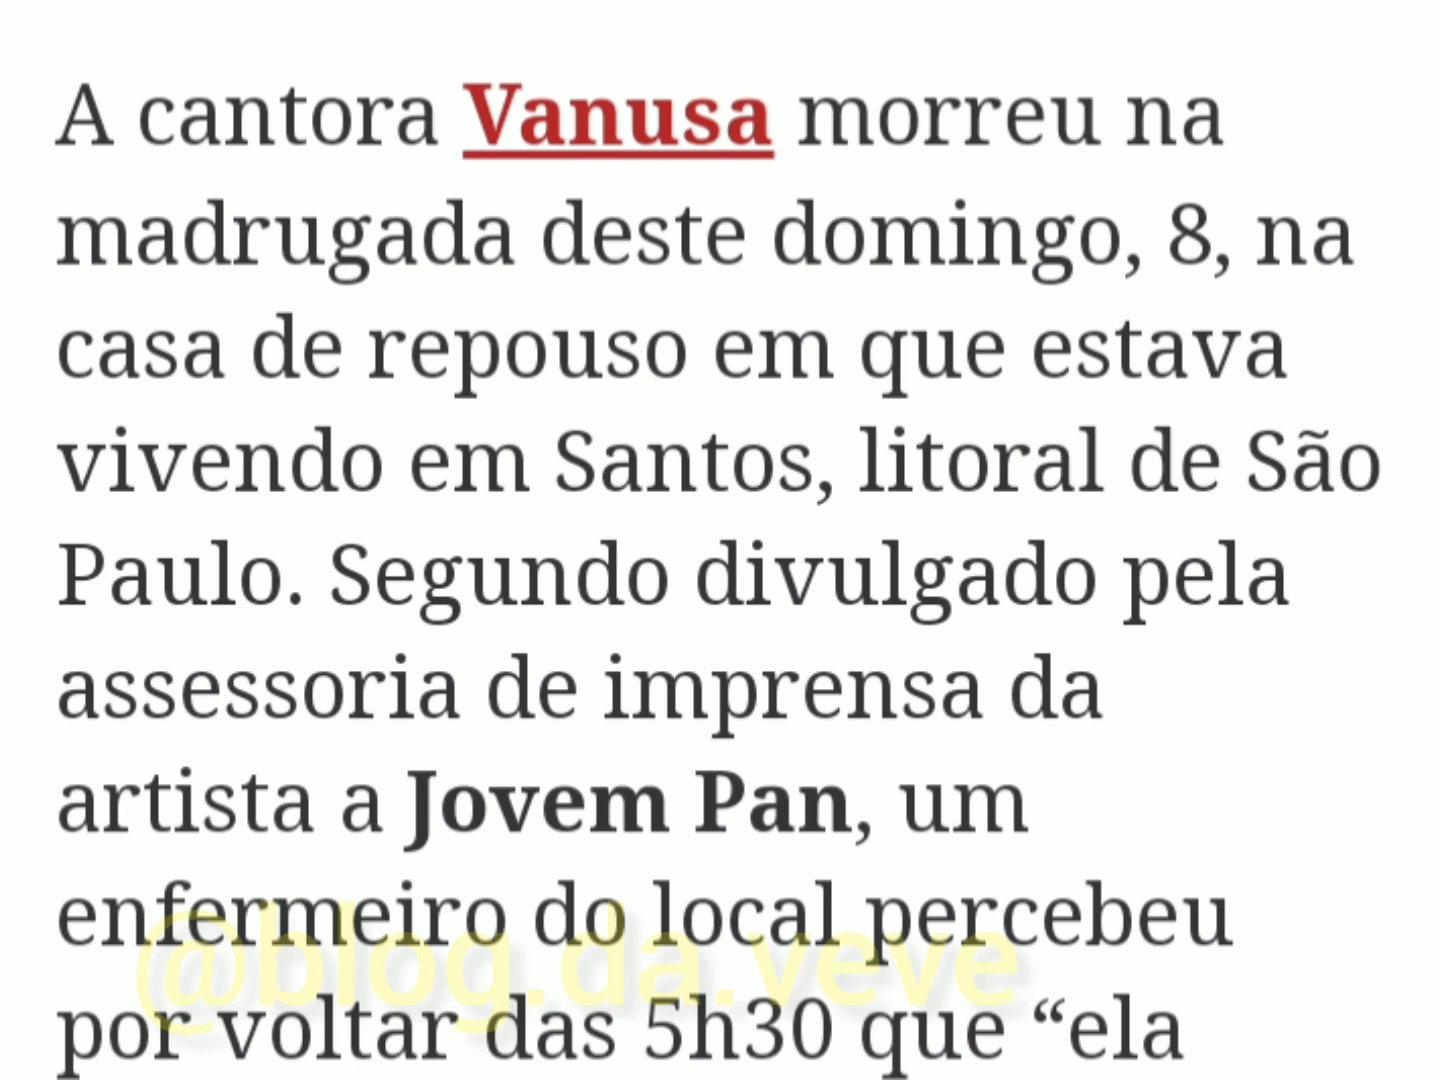 A cantora Vanusa morreu na
madrugada deste domingo, 8, na
casa de repouso em que estava
vivendo em Santos, litoral de São
Paulo. Segundo divulgado pela
assessoria de imprensa da
artista a Jovem Pan, um
enfermeiro do local percebeu
@blog.da.veve
por voltar das 5h30 que “ela